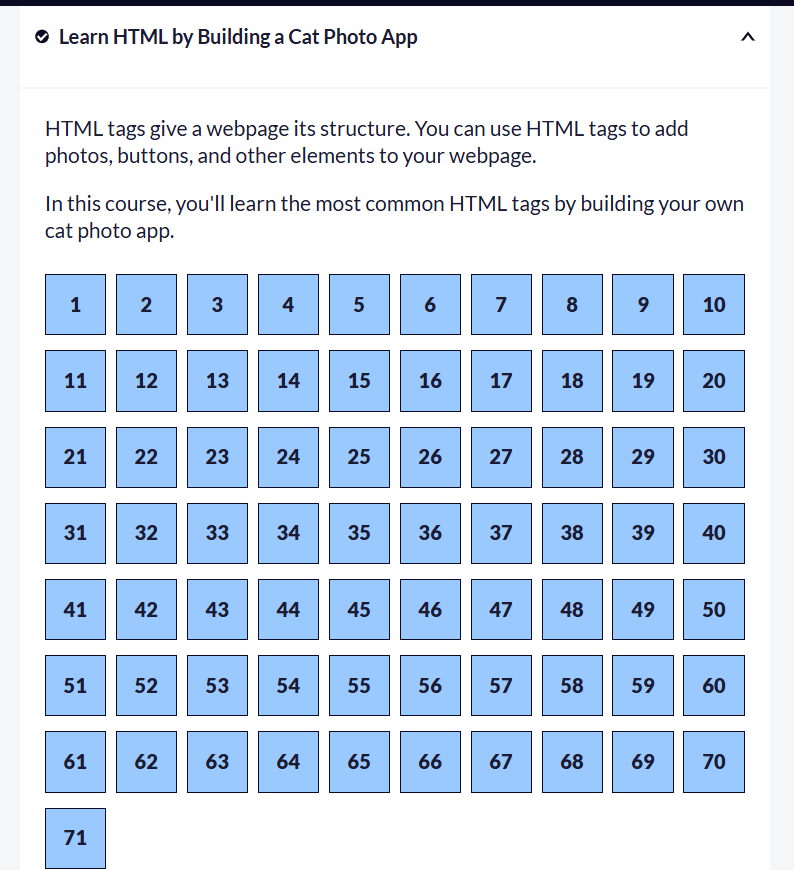 Learn HTML by Building a Cat Photo App
HTML tags give a webpage its structure. You can use HTML tags to add
photos, buttons, and other elements to your webpage.
In this course, you'll learn the most common HTML tags by building your own
cat photo app.
1 2 3 4 5 6 7 8 9 10
11 12 13 14 15 16 17 18 19 20
21 22 23 24 25 26 27 28 29 30
31 32 33 34 35 36 37 38 39 40
41 42 43 44 45 46 47 48 49 50
51 52 53 54 55 56 57 58 59 60
61 62 63 64 65 66 67 68 69 70
71